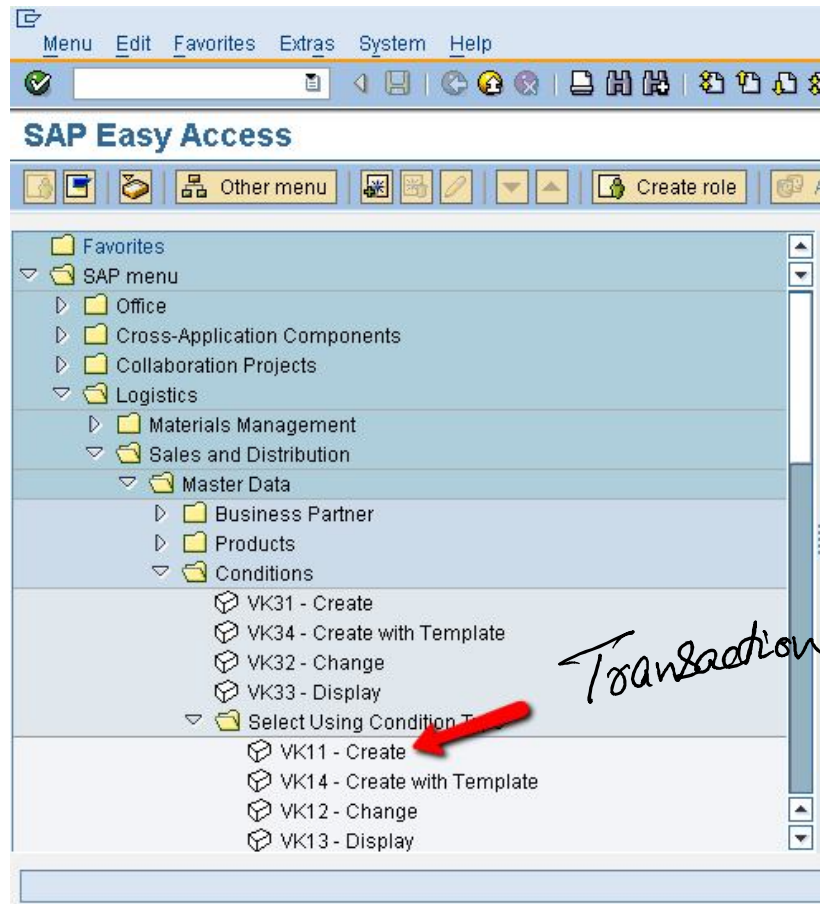 Menu Edit Favorites Extras System Help
SAP Easy Access
Other menu Create role
Favorites
SAP menu
Office
Cross-Application Components
Collaboration Projects
Logistics
Materials Management
Sales and Distribution
Master Data
Business Partner
Products
Conditions
VK31 - Create
VK34 - Create with Template
VK32 - Change
Transaction
VK33 - Display
Select Using Condition
VK11 - Create
VK14 - Create with Template
VK12 - Change
VK13 - Display